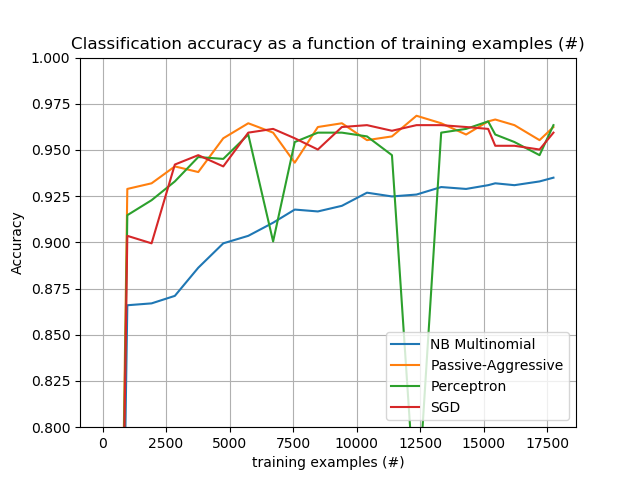 Classification accuracy as a function of training examples (#)
1.000
0.975
0.950
0.925
0.900
0.875
0.850
0.825
0.800
Accuracy
NB Multinomial
Passive-Aggressive
Perceptron
SGD
0 2500 5000 7500 10000 12500 15000 17500
training examples (#)